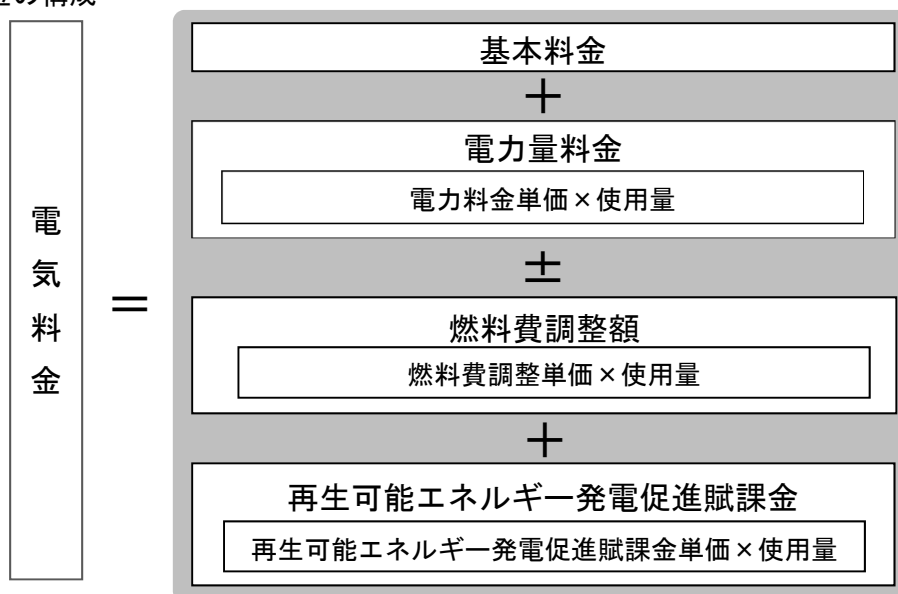 基本料金
＋
電力量料金
電力料金単価×使用量
±
燃料費調整額
燃料費調整単価×使用量
＋
再生可能エネルギー発電促進賦課金
再生可能エネルギー発電促進賦課金単価×使用量
電
気
料
金
＝